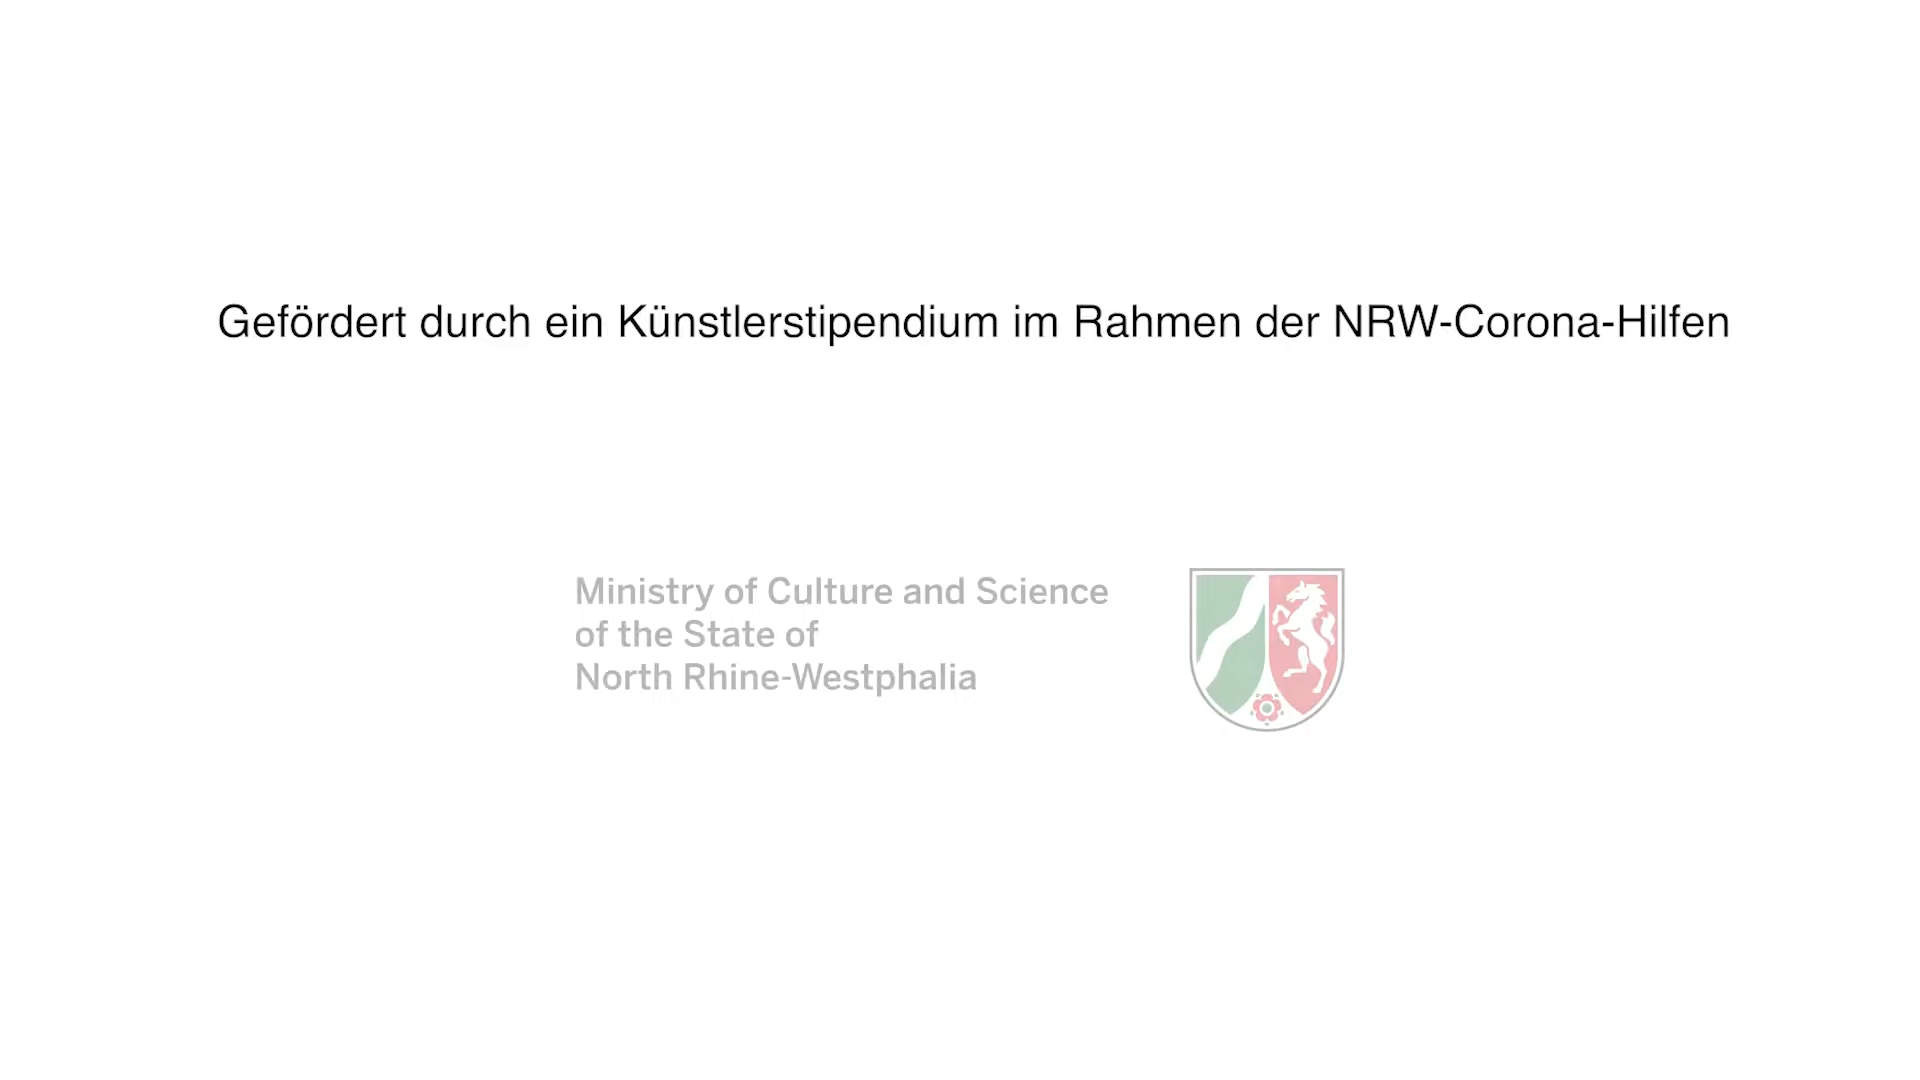 Gefördert durch ein Künstlerstipendium im Rahmen der NRW-Corona-Hilfen
Ministry of Culture and Science
of the State of
North Rhine-Westphalia